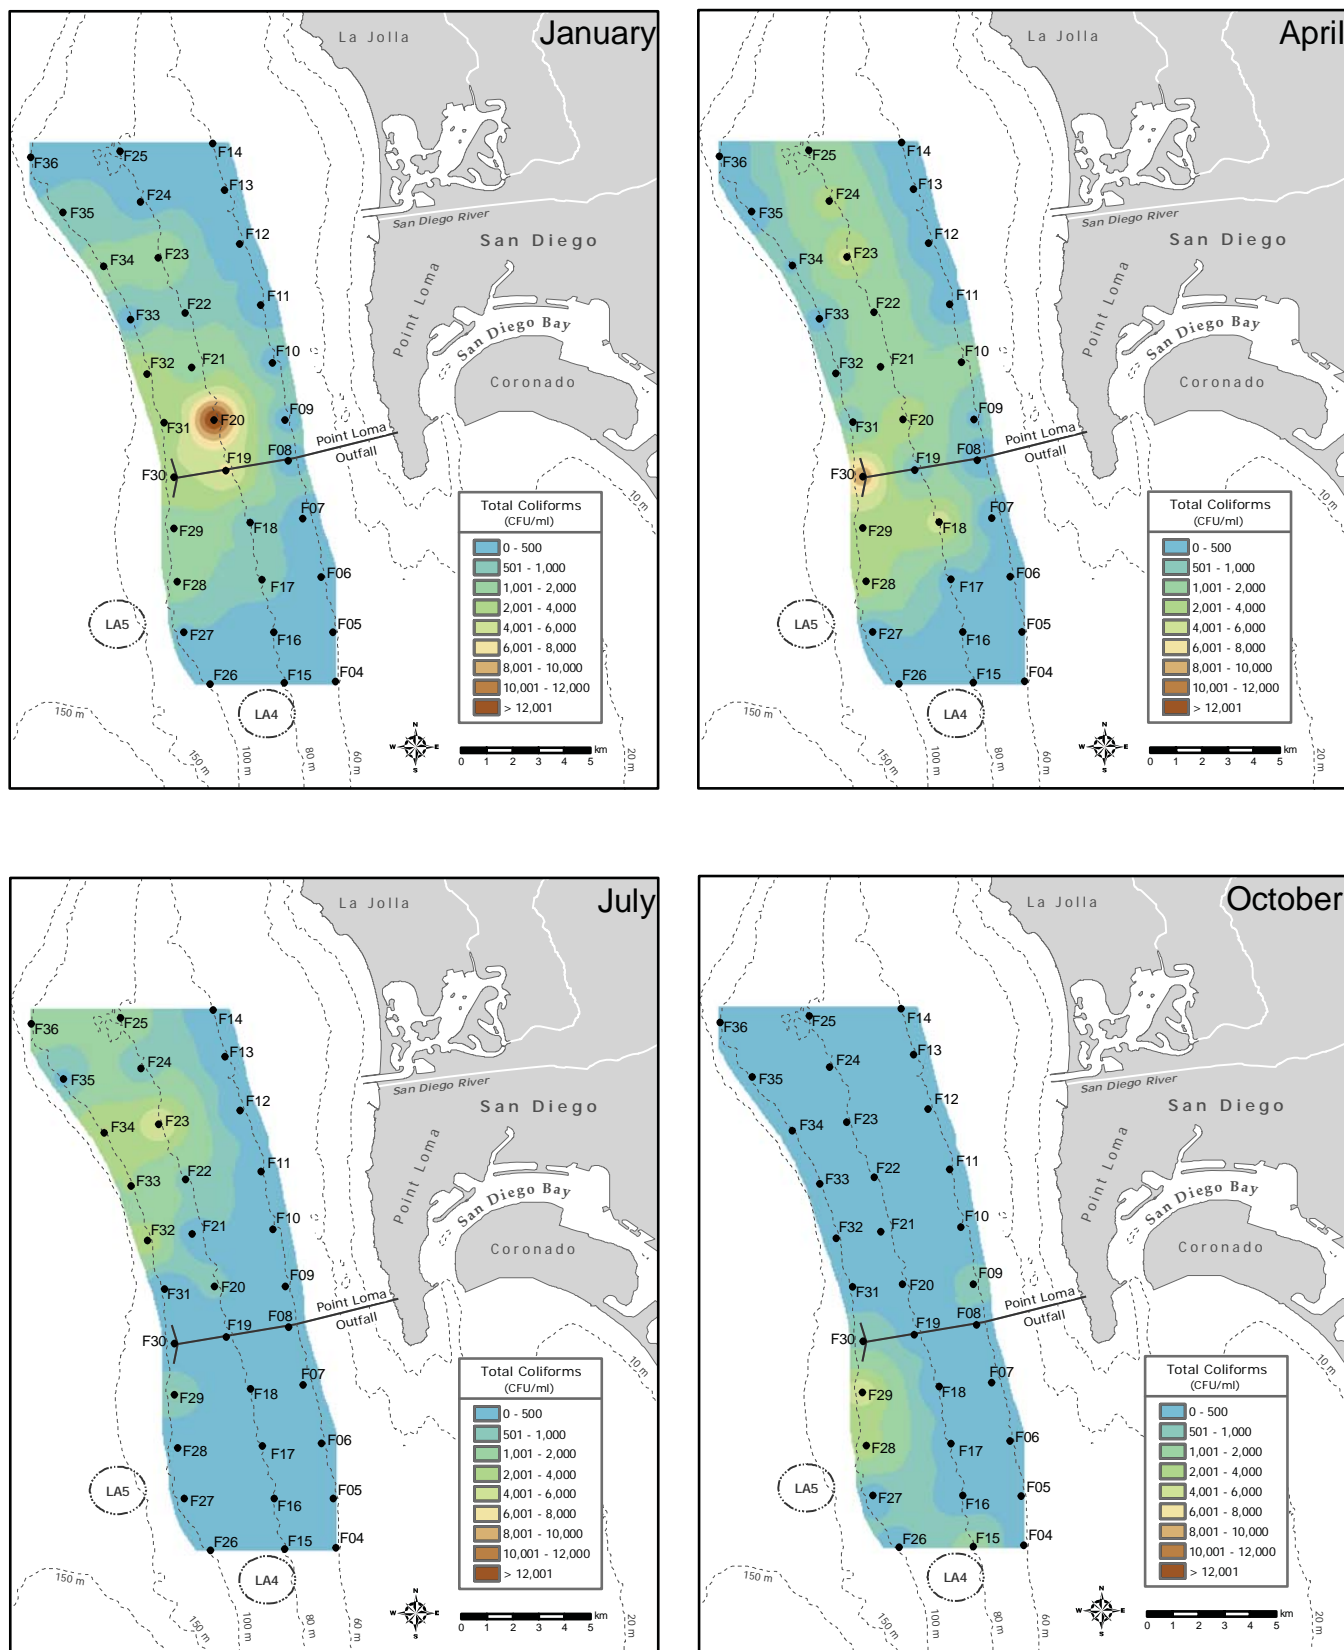 January
La Jolla
F36
F25
F14
F24
F13
F35
San Diego River
F12
San Diego
F34
F23
F22
F11
F33
Point Loma
San Diego Bay
F32
F21
F10
Coronado
F31
F20
F09
Point Loma
Outfall
F08
F30
F19
10 m
F29
F18
F07
F28
F17
F06
LA5
F27
F16
F05
F26
F15
F04
LA4
150 m
150 m
100 m
80 m
60 m
20 m
Total Coliforms
(CFU/ml)
0 - 500
501 - 1,000
1,001 - 2,000
2,001 - 4,000
4,001 - 6,000
6,001 - 8,000
8,001 - 10,000
10,001 - 12,000
> 12,001
N
W E
S
km
0 1 2 3 4 5
April
La Jolla
F36
F25
F14
F24
F13
F35
San Diego River
F12
San Diego
F34
F23
F22
F11
F33
Point Loma
San Diego Bay
F32
F21
F10
Coronado
F31
F20
F09
Point Loma
Outfall
F08
F30
F19
10 m
F29
F18
F07
F28
F17
F06
LA5
F27
F16
F05
F26
F15
F04
LA4
150 m
150 m
100 m
80 m
60 m
20 m
Total Coliforms
(CFU/ml)
0 - 500
501 - 1,000
1,001 - 2,000
2,001 - 4,000
4,001 - 6,000
6,001 - 8,000
8,001 - 10,000
10,001 - 12,000
> 12,001
N
W E
S
km
0 1 2 3 4 5
July
La Jolla
F36
F25
F14
F24
F13
F35
San Diego River
F12
San Diego
F34
F23
F22
F11
F33
Point Loma
San Diego Bay
F32
F21
F10
Coronado
F31
F20
F09
Point Loma
Outfall
F08
F30
F19
10 m
F29
F18
F07
F28
F17
F06
LA5
F27
F16
F05
F26
F15
F04
LA4
150 m
150 m
100 m
80 m
60 m
20 m
Total Coliforms
(CFU/ml)
0 - 500
501 - 1,000
1,001 - 2,000
2,001 - 4,000
4,001 - 6,000
6,001 - 8,000
8,001 - 10,000
10,001 - 12,000
> 12,001
N
W E
S
km
0 1 2 3 4 5
October
La Jolla
F36
F25
F14
F24
F13
F35
San Diego River
F12
San Diego
F34
F23
F22
F11
F33
Point Loma
San Diego Bay
F32
F21
F10
Coronado
F31
F20
F09
Point Loma
Outfall
F08
F30
F19
10 m
F29
F18
F07
F28
F17
F06
LA5
F27
F16
F05
F26
F15
F04
LA4
150 m
150 m
100 m
80 m
60 m
20 m
Total Coliforms
(CFU/ml)
0 - 500
501 - 1,000
1,001 - 2,000
2,001 - 4,000
4,001 - 6,000
6,001 - 8,000
8,001 - 10,000
10,001 - 12,000
> 12,001
N
W E
S
km
0 1 2 3 4 5